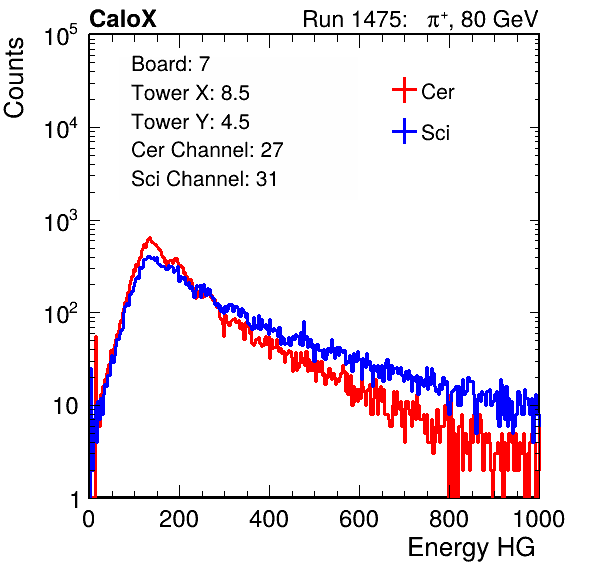 CaloX Run 1475: π⁺, 80 GeV
Counts
10⁵
10⁴
10³
10²
10
1
Board: 7
Tower X: 8.5
Tower Y: 4.5
Cer Channel: 27
Sci Channel: 31
Cer
Sci
0 200 400 600 800 1000
Energy HG